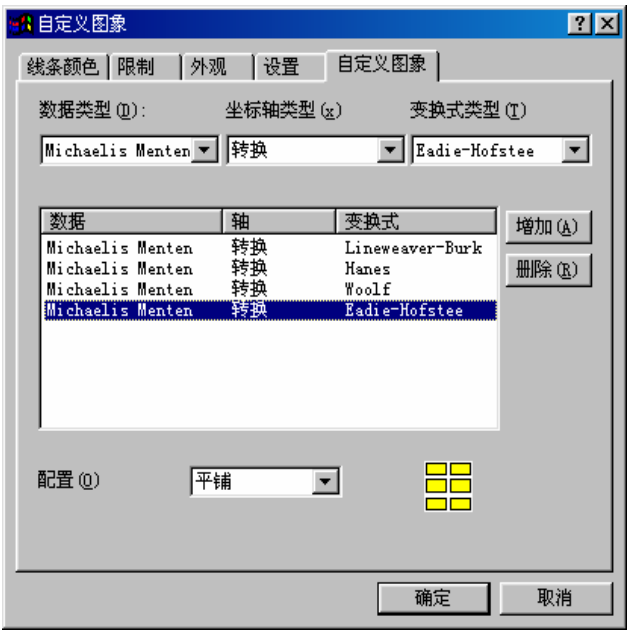 自定义图象
线条颜色 限制 外观 设置 自定义图象
数据类型(D): 坐标轴类型(x) 变换式类型(T)
Michaelis Menten 转换 Eadie-Hofstee
数据 轴 变换式
Michaelis Menten 转换 Lineweaver-Burk
Michaelis Menten 转换 Hanes
Michaelis Menten 转换 Woolf
Michaelis Menten 转换 Eadie-Hofstee
增加(A)
删除(R)
配置(O) 平铺
确定 取消